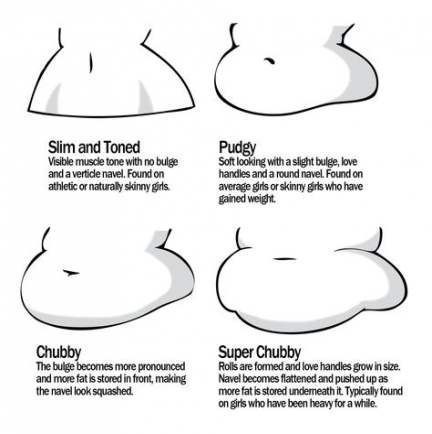 Slim and Toned
Visible muscle tone with no bulge
and a verticle navel. Found on
athletic or naturally skinny girls.
Pudgy
Soft looking with a slight bulge, love
handles and a round navel. Found on
average girls or skinny girls who have
gained weight.
Chubby
The bulge becomes more pronounced
and more fat is stored in front, making
the navel look squashed.
Super Chubby
Rolls are formed and love handles grow in size.
Navel becomes flattened and pushed up as
more fat is stored underneath it. Typically found
on girls who have been heavy for a while.